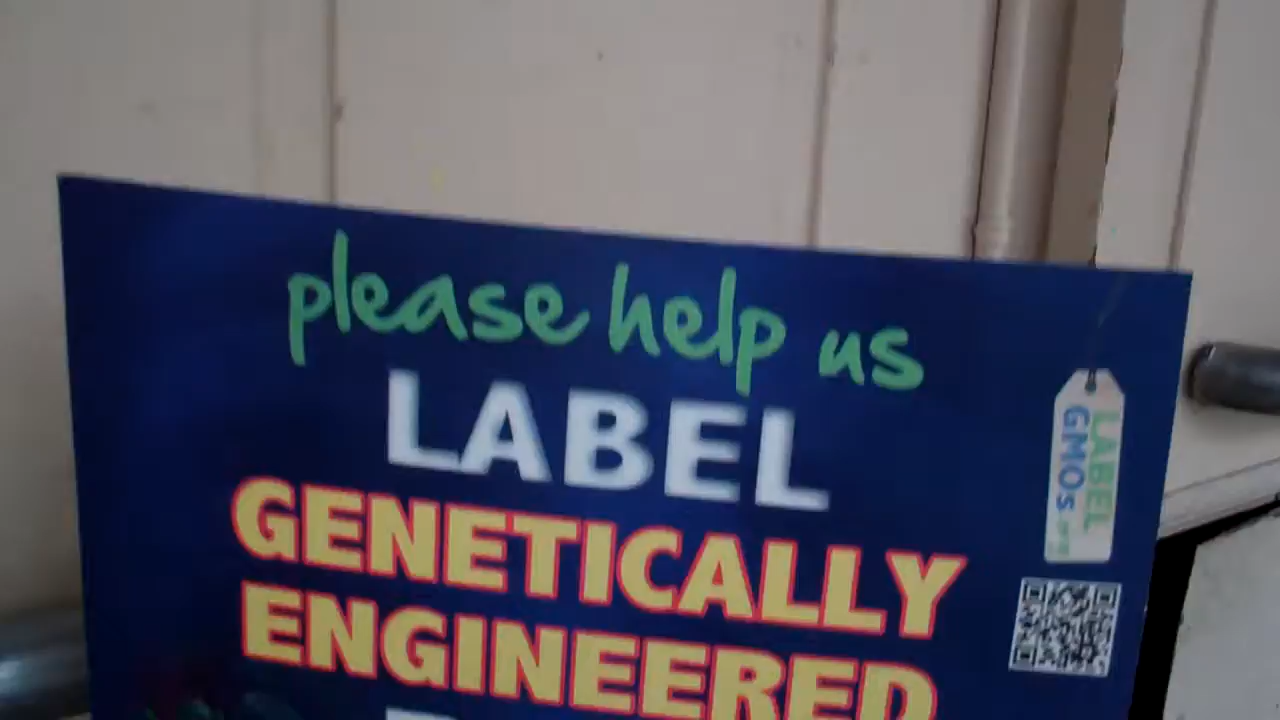 please help us
LABEL
GENETICALLY
ENGINEERED
LABEL
GMOs